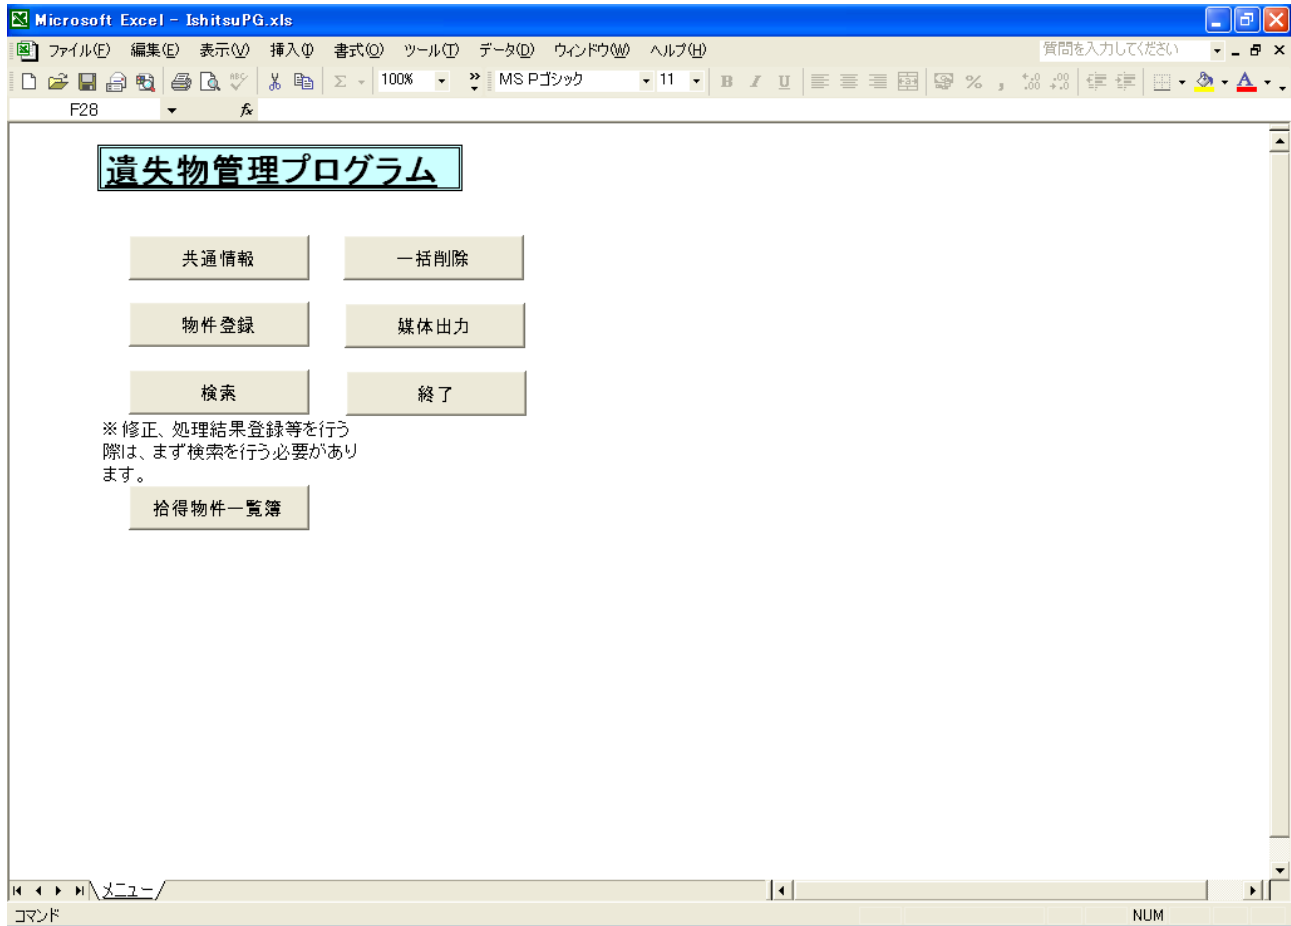 Microsoft Excel - IshitsuPG.xls
ファイル(F) 編集(E) 表示(V) 挿入(I) 書式(O) ツール(T) データ(D) ウィンドウ(W) ヘルプ(H) 質問を入力してください
100% MS Pゴシック 11 B I U
F28 fx
遺失物管理プログラム
共通情報 一括削除
物件登録 媒体出力
検索 終了
※修正、処理結果登録等を行う
際は、まず検索を行う必要があり
ます。
拾得物件一覧簿
メニュー
コマンド NUM